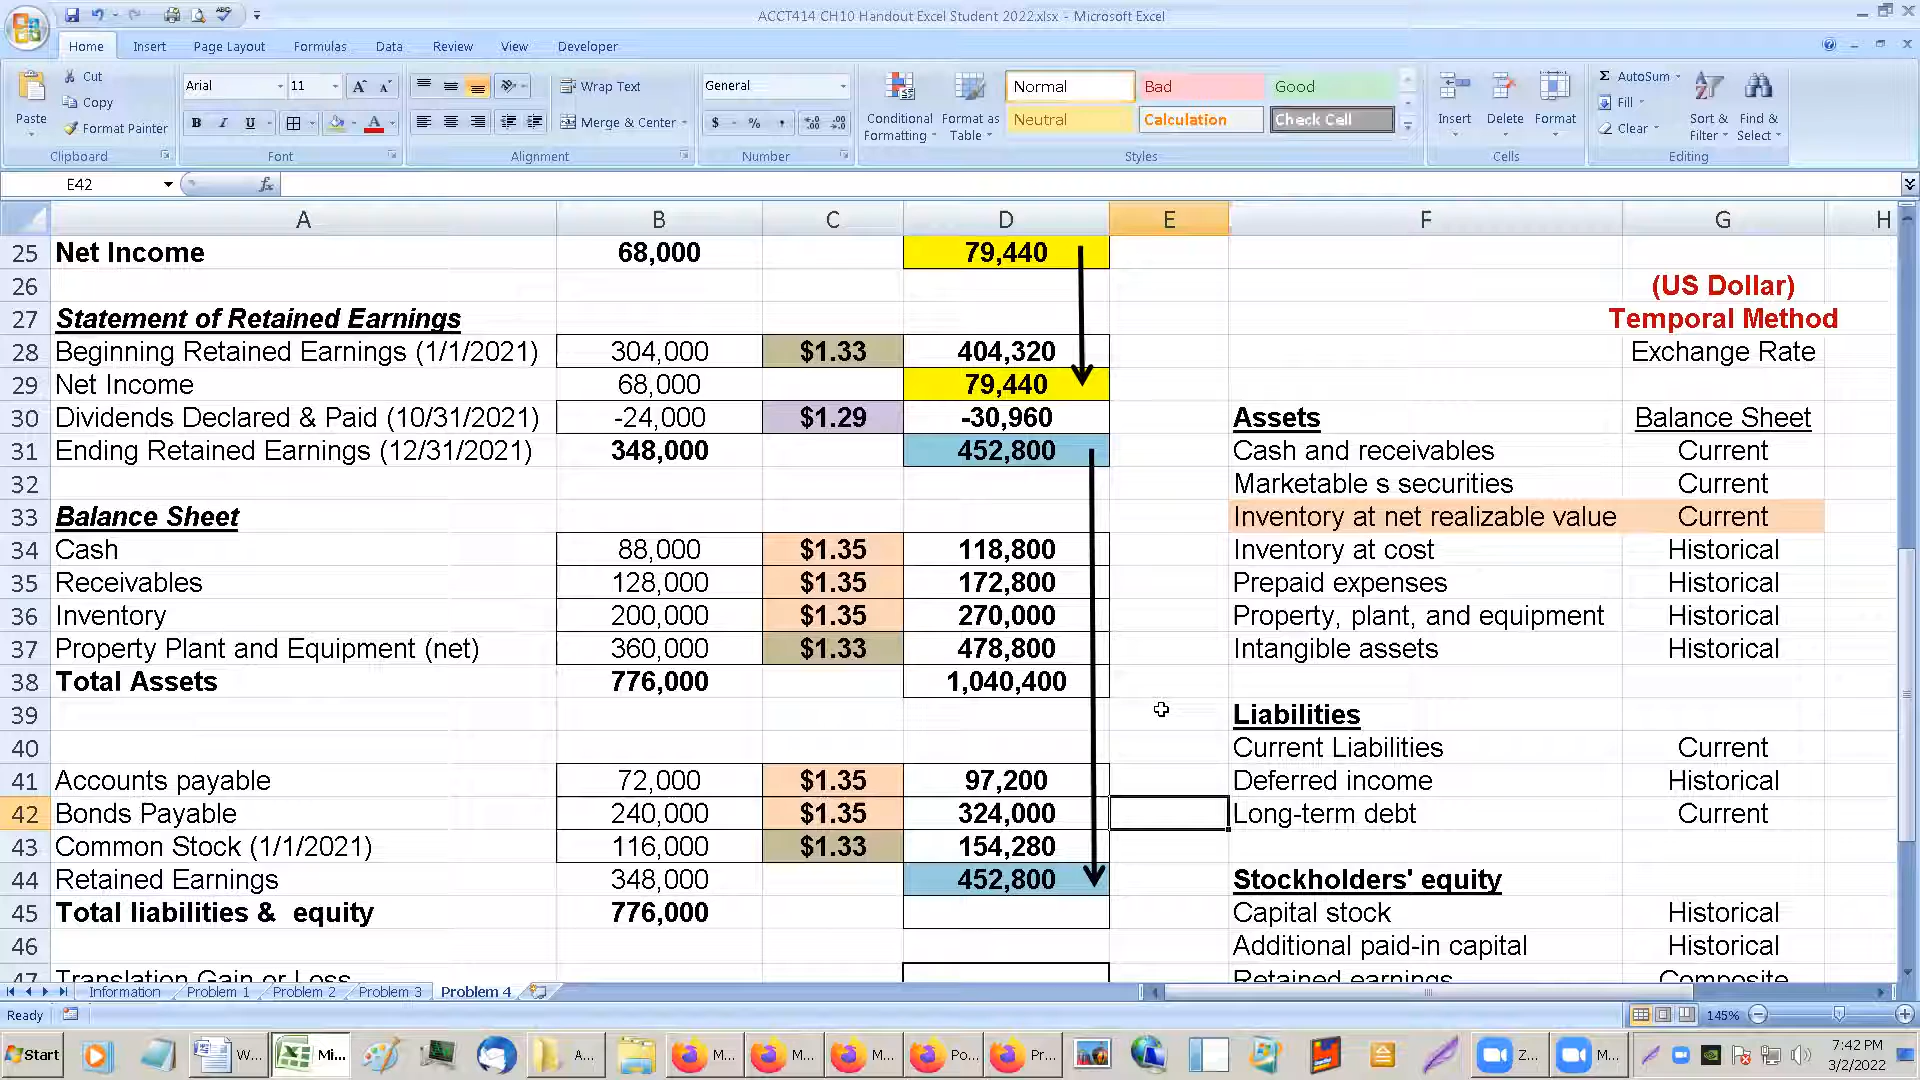 ACCT414 CH10 Handout Excel Student 2022.xlsx - Microsoft Excel
Home Insert Page Layout Formulas Data Review View Developer
Paste
Cut
Copy
Format Painter
Clipboard
Arial 11
B I U
Font
Wrap Text
Merge & Center
Alignment
General
$ % ,
Number
Conditional Formatting
Format as Table
Normal Bad Good
Neutral Calculation Check Cell
Styles
Insert Delete Format
Cells
Σ AutoSum
Fill
Clear
Sort & Filter
Find & Select
Editing
E42 fx
A B C D E F G H
25 Net Income 68,000 79,440
26 (US Dollar)
27 Statement of Retained Earnings Temporal Method
28 Beginning Retained Earnings (1/1/2021) 304,000 $1.33 404,320 Exchange Rate
29 Net Income 68,000 79,440
30 Dividends Declared & Paid (10/31/2021) -24,000 $1.29 -30,960 Assets Balance Sheet
31 Ending Retained Earnings (12/31/2021) 348,000 452,800 Cash and receivables Current
32 Marketable s securities Current
33 Balance Sheet Inventory at net realizable value Current
34 Cash 88,000 $1.35 118,800 Inventory at cost Historical
35 Receivables 128,000 $1.35 172,800 Prepaid expenses Historical
36 Inventory 200,000 $1.35 270,000 Property, plant, and equipment Historical
37 Property Plant and Equipment (net) 360,000 $1.33 478,800 Intangible assets Historical
38 Total Assets 776,000 1,040,400
39 Liabilities
40 Current Liabilities Current
41 Accounts payable 72,000 $1.35 97,200 Deferred income Historical
42 Bonds Payable 240,000 $1.35 324,000 Long-term debt Current
43 Common Stock (1/1/2021) 116,000 $1.33 154,280
44 Retained Earnings 348,000 452,800 Stockholders' equity
45 Total liabilities & equity 776,000 Capital stock Historical
46 Additional paid-in capital Historical
47 Translation Gain or Loss Retained earnings Composite
Information Problem 1 Problem 2 Problem 3 Problem 4
Ready 145%
Start W... Mi... A... M... M... M... Po... Pr... Z... M... 7:42 PM
3/2/2022